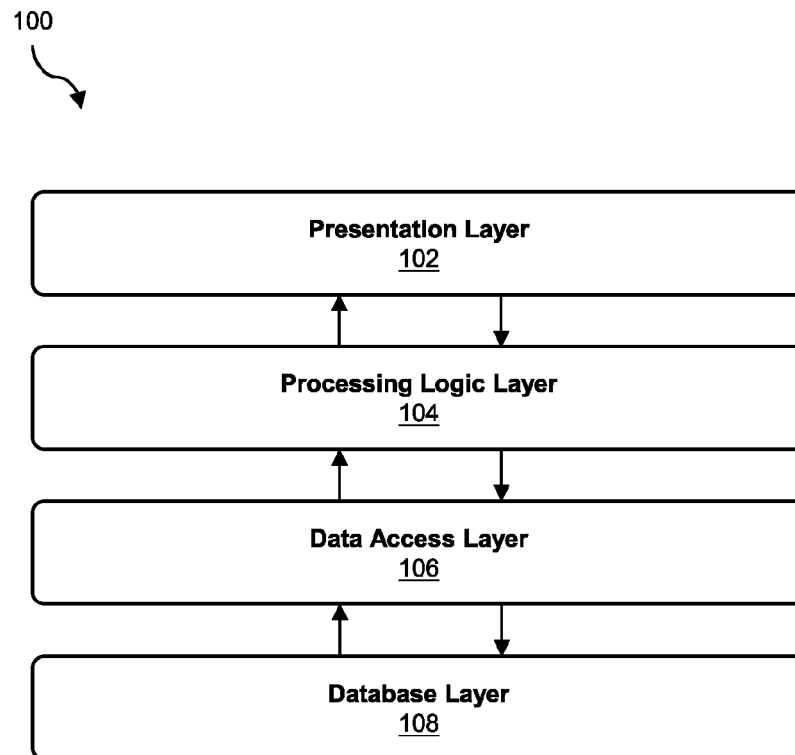 100
Presentation Layer
102
Processing Logic Layer
104
Data Access Layer
106
Database Layer
108